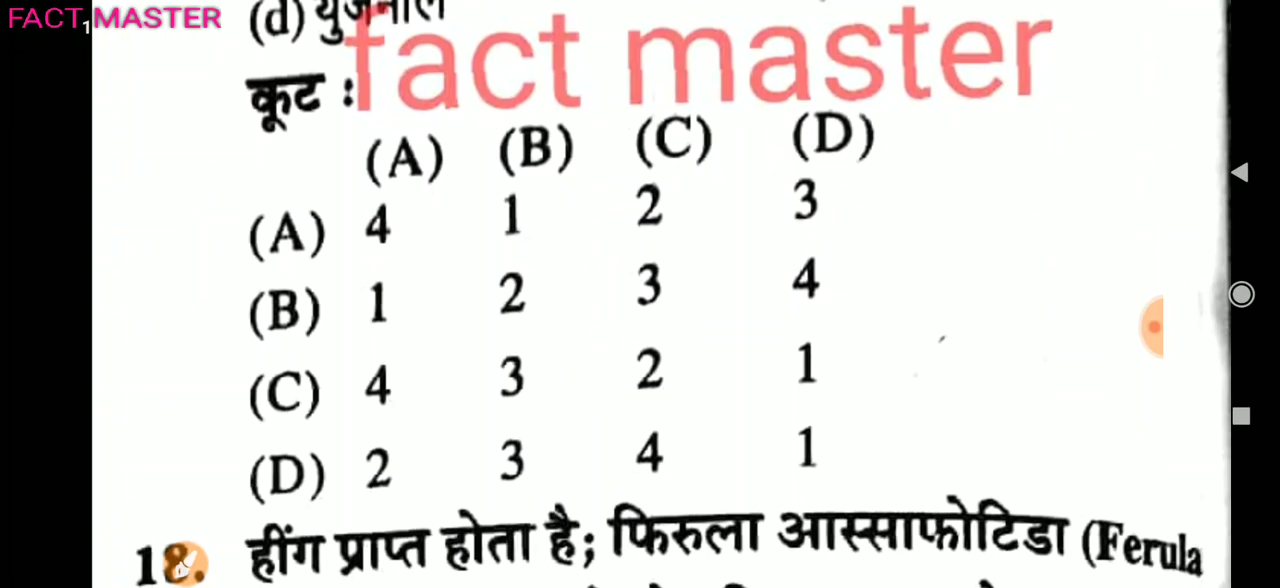 FACT MASTER
(d) युजेनॉल
fact master
कूट :
(A) (B) (C) (D)
(A) 4 1 2 3
(B) 1 2 3 4
(C) 4 3 2 1
(D) 2 3 4 1
18. हींग प्राप्त होता है; फिरुला आस्साफोटिडा (Ferula